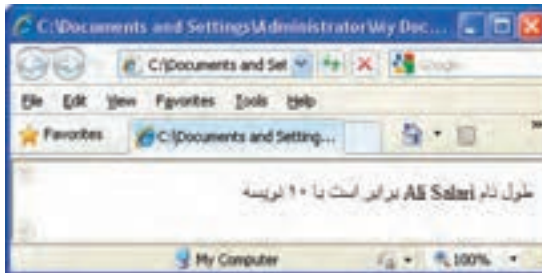 C:\Documents and Settings\Administrator\My Doc...
C:\Documents and Set
File Edit View Favorites Tools Help
Favorites C:\Documents and Setting...
طول نام Ali Salari برابر است با ۱۰ نویسه
My Computer 100%